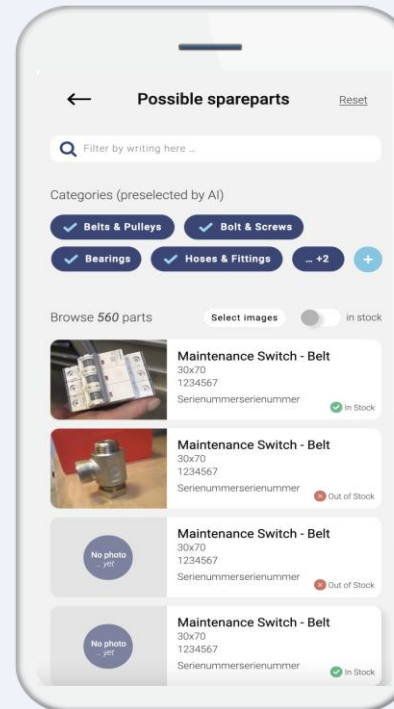 Possible spareparts
Reset
Filter by writing here ...
Categories (preselected by AI)
Belts & Pulleys
Bolt & Screws
Bearings
Hoses & Fittings
... +2
+
Browse 560 parts
Select images
in stock
Maintenance Switch - Belt
30x70
1234567
Serienummerserienummer
In Stock
Maintenance Switch - Belt
30x70
1234567
Serienummerserienummer
Out of Stock
No photo
... yet
Maintenance Switch - Belt
30x70
1234567
Serienummerserienummer
Out of Stock
No photo
... yet
Maintenance Switch - Belt
30x70
1234567
Serienummerserienummer
In Stock